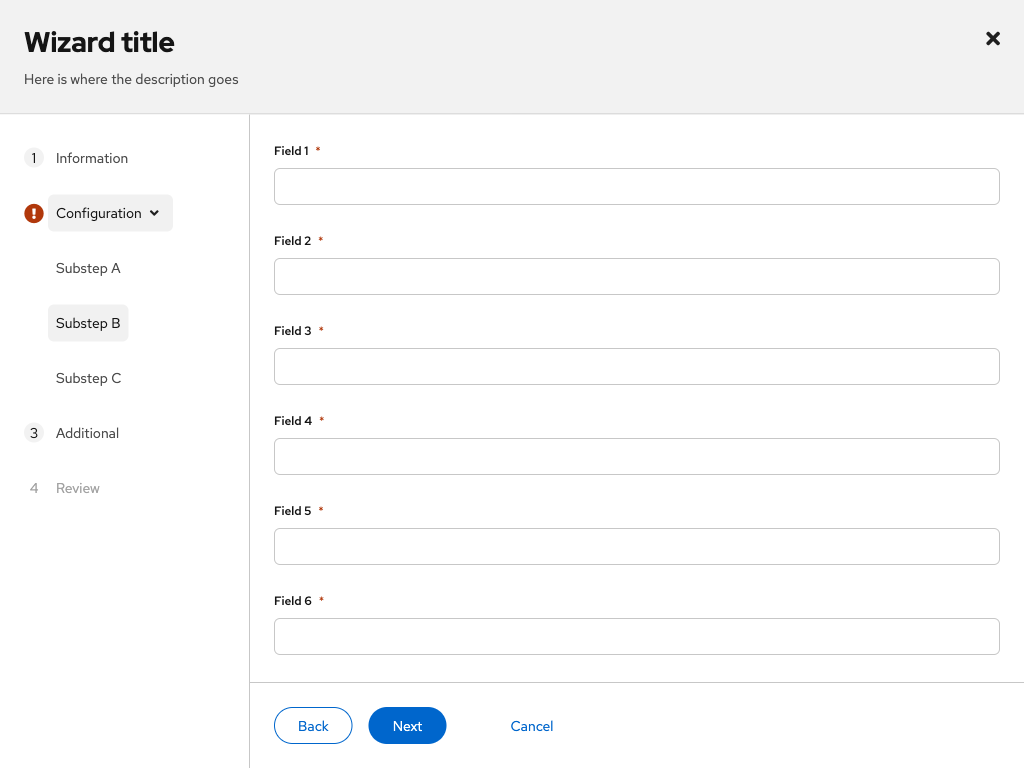 Wizard title
Here is where the description goes
1 Information
! Configuration
Substep A
Substep B
Substep C
3 Additional
4 Review
Field 1 *
Field 2 *
Field 3 *
Field 4 *
Field 5 *
Field 6 *
Back Next Cancel